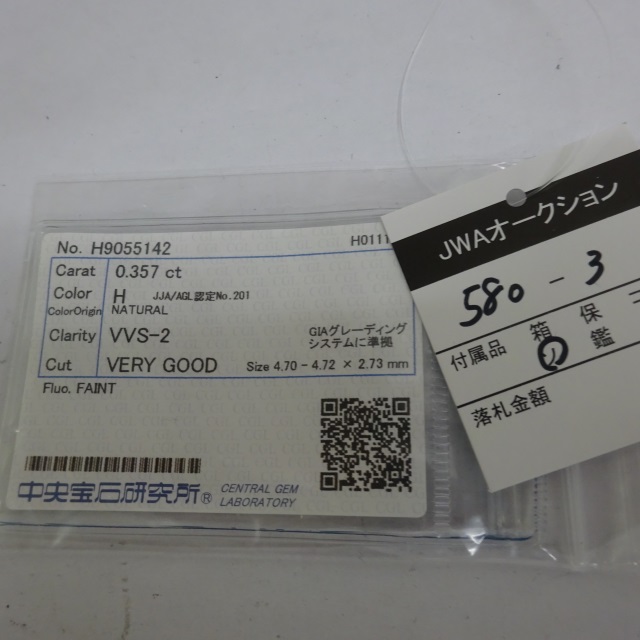 No. H9055142 H0111
Carat 0.357 ct
Color H JJA/AGL認定No.201
ColorOrigin NATURAL
Clarity VVS-2 GIAグレーディング
システムに準拠
Cut VERY GOOD Size 4.70 - 4.72 × 2.73 mm
Fluo. FAINT
中央宝石研究所® CENTRAL GEM
LABORATORY
JWAオークション
580 - 3
付属品 箱 保
鑑
落札金額